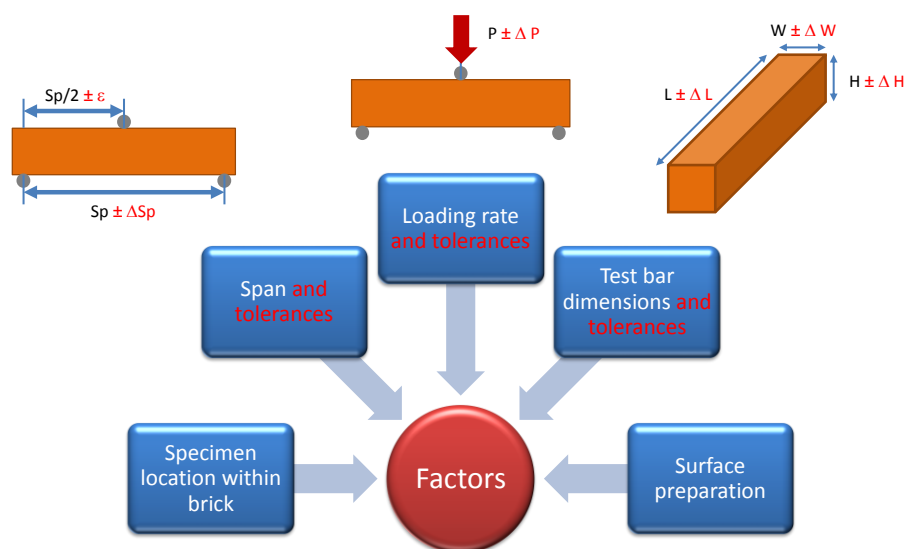 P ± Δ P
W ± Δ W
Sp/2 ± ε
L ± Δ L
H ± Δ H
Sp ± ΔSp
Loading rate
and tolerances
Span and
tolerances
Test bar
dimensions and
tolerances
Specimen
location within
brick
Factors
Surface
preparation